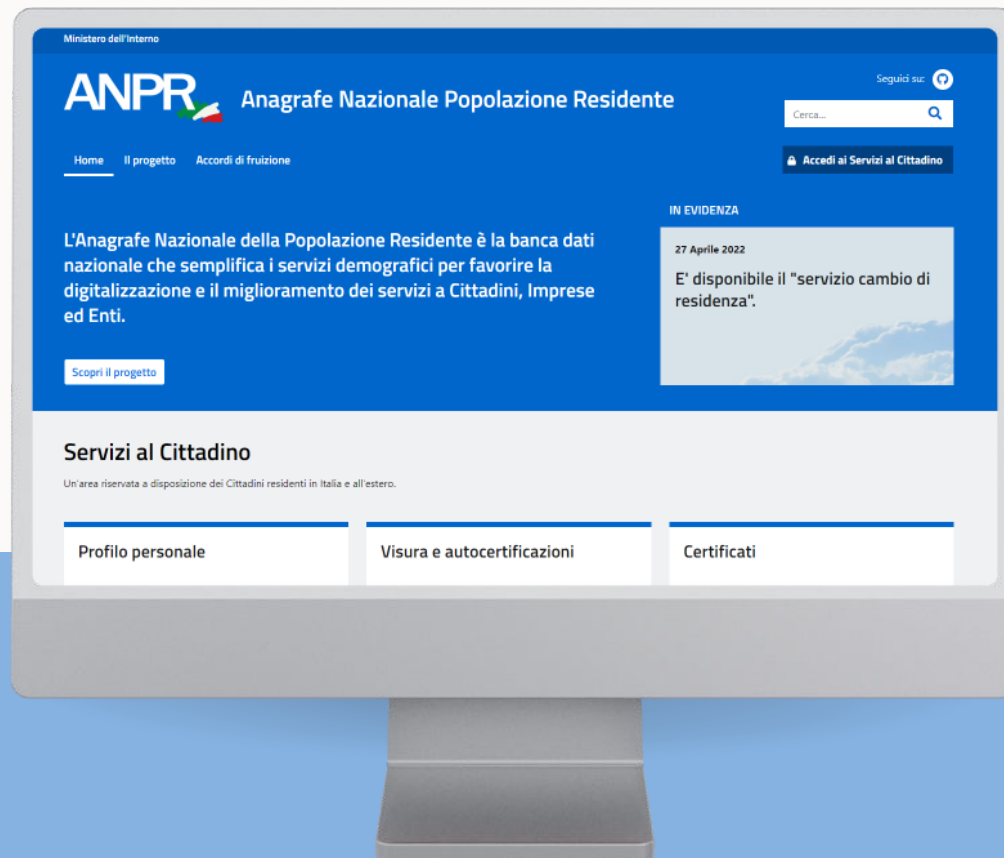 Ministero dell'Interno
ANPR
Anagrafe Nazionale Popolazione Residente
Seguici su:
Cerca...
Home Il progetto Accordi di fruizione
Accedi ai Servizi al Cittadino
L'Anagrafe Nazionale della Popolazione Residente è la banca dati
nazionale che semplifica i servizi demografici per favorire la
digitalizzazione e il miglioramento dei servizi a Cittadini, Imprese
ed Enti.
Scopri il progetto
IN EVIDENZA
27 Aprile 2022
E' disponibile il "servizio cambio di
residenza".
Servizi al Cittadino
Un'area riservata a disposizione dei Cittadini residenti in Italia e all'estero.
Profilo personale
Visura e autocertificazioni
Certificati